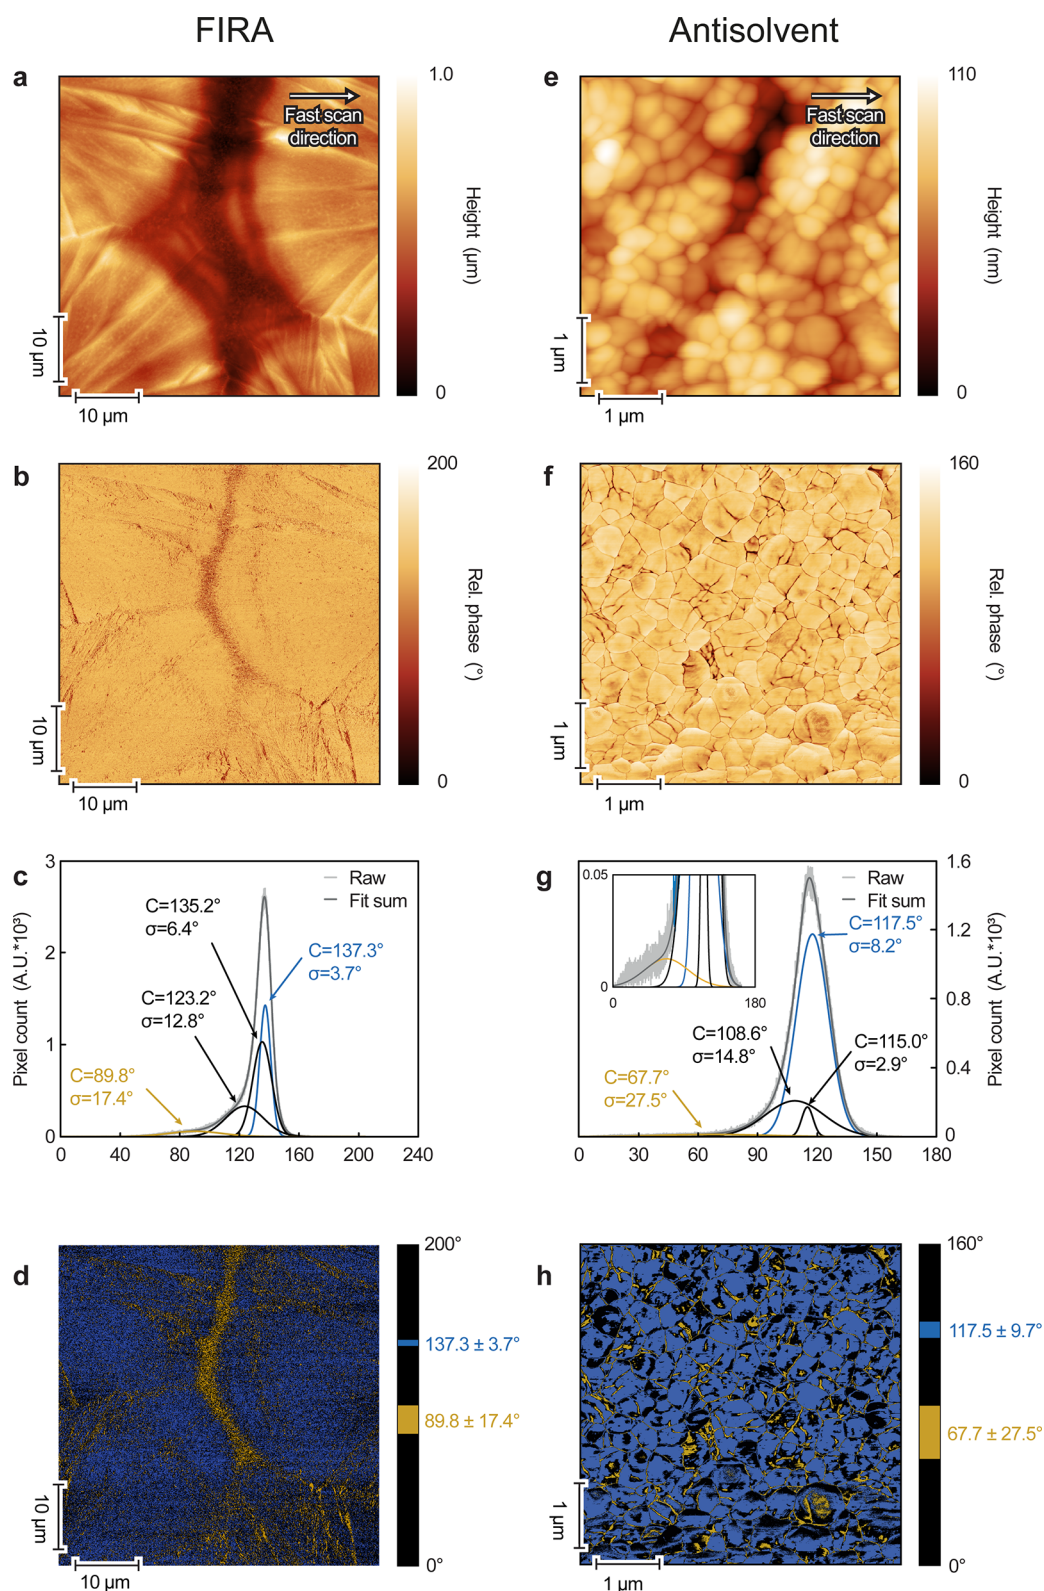 FIRA
Antisolvent
a
Fast scan
direction
1.0
Height (µm)
0
10 µm
10 µm
e
Fast scan
direction
110
Height (nm)
0
1 µm
1 µm
b
200
Rel. phase (°)
0
10 µm
10 µm
f
160
Rel. phase (°)
0
1 µm
1 µm
c
3
2
1
0
Pixel count (A.U.*10³)
Raw
Fit sum
C=135.2°
σ=6.4°
C=137.3°
σ=3.7°
C=123.2°
σ=12.8°
C=89.8°
σ=17.4°
0 40 80 120 160 200 240
g
0.05
0
0 180
Raw
Fit sum
C=117.5°
σ=8.2°
C=108.6°
σ=14.8°
C=115.0°
σ=2.9°
C=67.7°
σ=27.5°
1.6
1.2
0.8
0.4
0
Pixel count (A.U.*10³)
0 30 60 90 120 150 180
d
200°
137.3 ± 3.7°
89.8 ± 17.4°
0°
10 µm
10 µm
h
160°
117.5 ± 9.7°
67.7 ± 27.5°
0°
1 µm
1 µm